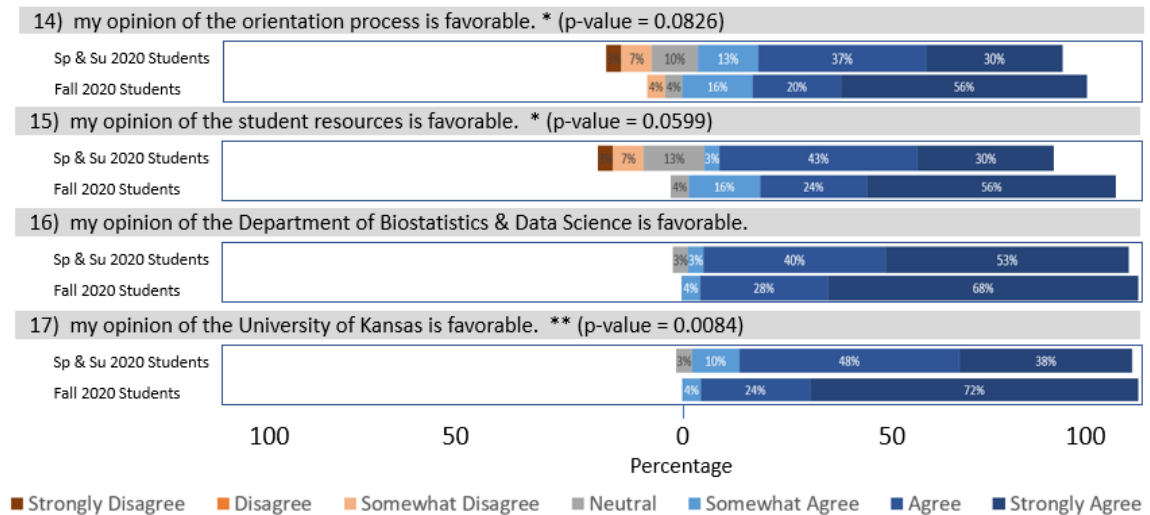 14) my opinion of the orientation process is favorable. * (p-value = 0.0826)
Sp & Su 2020 Students 7% 10% 13% 37% 30%
Fall 2020 Students 4% 4% 16% 20% 56%
15) my opinion of the student resources is favorable. * (p-value = 0.0599)
Sp & Su 2020 Students 7% 13% 3% 43% 30%
Fall 2020 Students 4% 16% 24% 56%
16) my opinion of the Department of Biostatistics & Data Science is favorable.
Sp & Su 2020 Students 3% 3% 40% 53%
Fall 2020 Students 4% 28% 68%
17) my opinion of the University of Kansas is favorable. ** (p-value = 0.0084)
Sp & Su 2020 Students 3% 10% 48% 38%
Fall 2020 Students 4% 24% 72%
100 50 0 50 100
Percentage
Strongly Disagree Disagree Somewhat Disagree Neutral Somewhat Agree Agree Strongly Agree